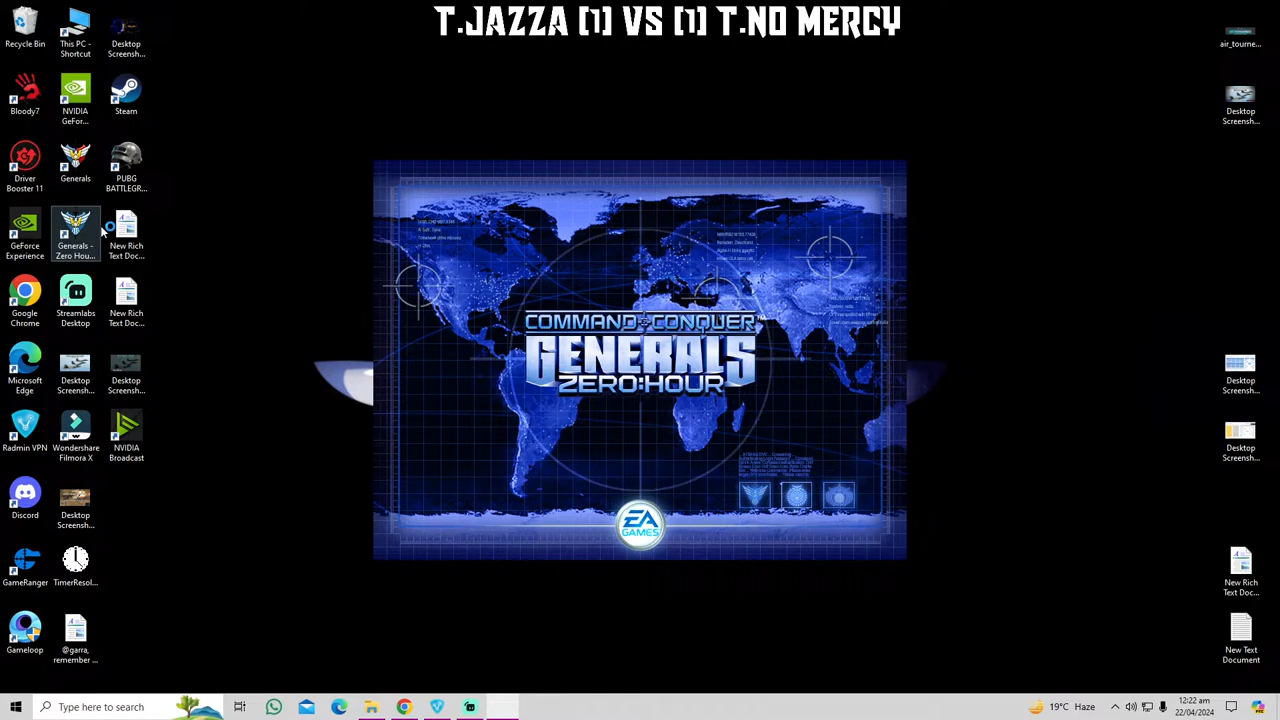 T.JAZZA (1) VS (1) T.NO MERCY
Recycle Bin
This PC -
Shortcut
Desktop
Screensh...
Bloody7
NVIDIA
GeFor...
Steam
Driver
Booster 11
Generals
PUBG
BATTLEGR...
GeForce
Exper...
Generals -
Zero Hou...
New Rich
Text Doc...
Google
Chrome
Streamlabs
Desktop
New Rich
Text Doc...
Microsoft
Edge
Desktop
Screensh...
Desktop
Screensh...
Radmin VPN
Wondershare
Filmora X
NVIDIA
Broadcast
Discord
Desktop
Screensh...
GameRanger
TimerResol...
Gameloop
@garra,
remember ...
COMMAND CONQUER™
GENERALS
ZERO:HOUR
EA
GAMES
air_tourne...
Desktop
Screensh...
Desktop
Screensh...
Desktop
Screensh...
New Rich
Text Doc...
New Text
Document
Type here to search
19°C Haze
12:22 am
22/04/2024